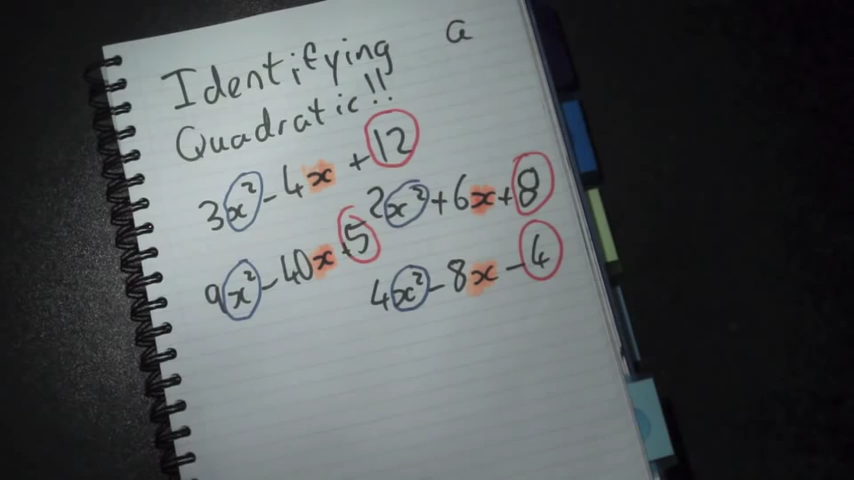 Identifying a
Quadratic!!
3x² - 4x + 12
2x² + 6x + 8
9x² - 40x + 5
4x² - 8x - 4